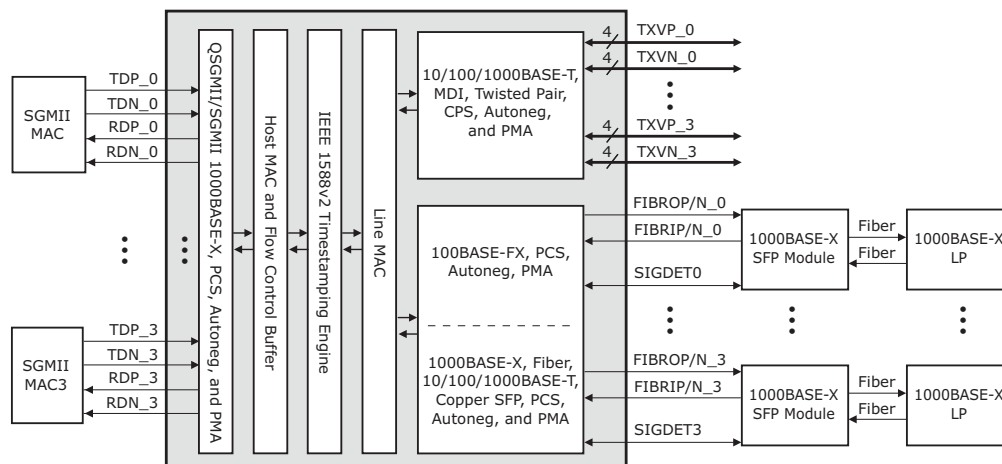 SGMII
MAC
TDP_0
TDN_0
RDP_0
RDN_0
SGMII
MAC3
TDP_3
TDN_3
RDP_3
RDN_3
QSGMII/SGMII 1000BASE-X, PCS, Autoneg, and PMA
Host MAC and Flow Control Buffer
IEEE 1588v2 Timestamping Engine
Line MAC
10/100/1000BASE-T,
MDI, Twisted Pair,
CPS, Autoneg,
and PMA
4 TXVP_0
4 TXVN_0
4 TXVP_3
4 TXVN_3
100BASE-FX, PCS,
Autoneg, PMA
1000BASE-X, Fiber,
10/100/1000BASE-T,
Copper SFP, PCS,
Autoneg, and PMA
FIBROP/N_0
FIBRIP/N_0
SIGDET0
1000BASE-X
SFP Module
Fiber
Fiber
1000BASE-X
LP
FIBROP/N_3
FIBRIP/N_3
SIGDET3
1000BASE-X
SFP Module
Fiber
Fiber
1000BASE-X
LP